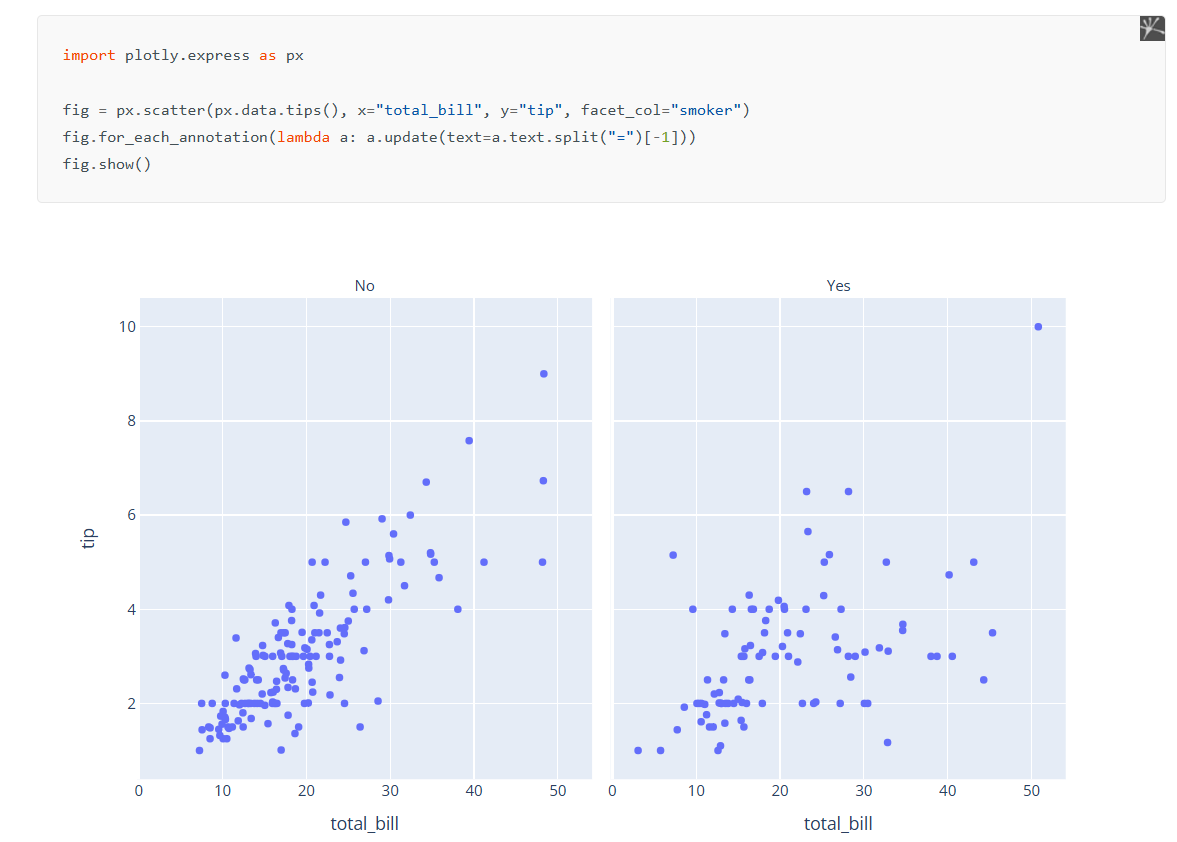 import plotly.express as px
fig = px.scatter(px.data.tips(), x="total_bill", y="tip", facet_col="smoker")
fig.for_each_annotation(lambda a: a.update(text=a.text.split("=")[-1]))
fig.show()
No
Yes
10
8
6
4
2
tip
0 10 20 30 40 50
0 10 20 30 40 50
total_bill
total_bill